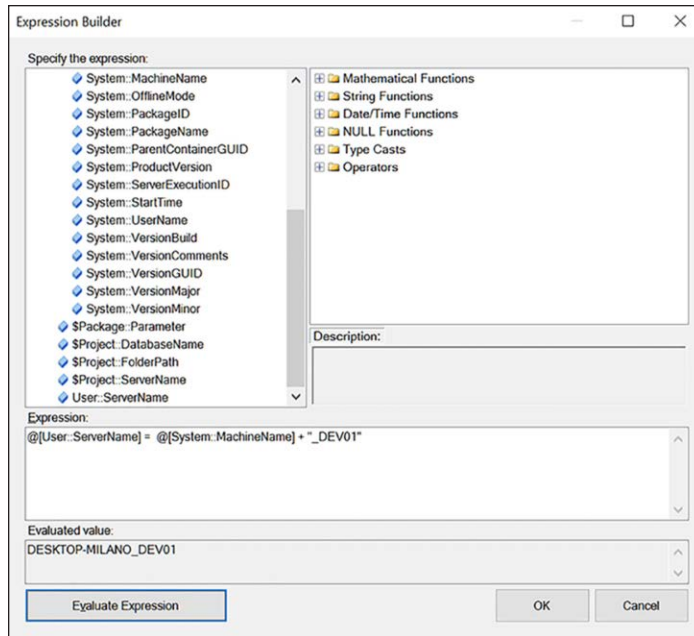 Expression Builder
Specify the expression:
System::MachineName
System::OfflineMode
System::PackageID
System::PackageName
System::ParentContainerGUID
System::ProductVersion
System::ServerExecutionID
System::StartTime
System::UserName
System::VersionBuild
System::VersionComments
System::VersionGUID
System::VersionMajor
System::VersionMinor
$Package::Parameter
$Project::DatabaseName
$Project::FolderPath
$Project::ServerName
User::ServerName
Mathematical Functions
String Functions
Date/Time Functions
NULL Functions
Type Casts
Operators
Description:
Expression:
@[User::ServerName] = @[System::MachineName] + "_DEV01"
Evaluated value:
DESKTOP-MILANO_DEV01
Evaluate Expression
OK
Cancel